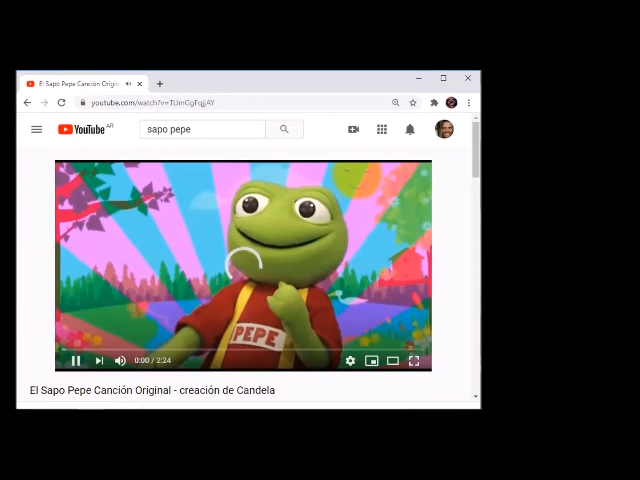 El Sapo Pepe Canción Origin
youtube.com/watch?v=TUmGgFqjjAY
YouTube AR
sapo pepe
PEPE
0:00 / 2:24
El Sapo Pepe Canción Original - creación de Candela